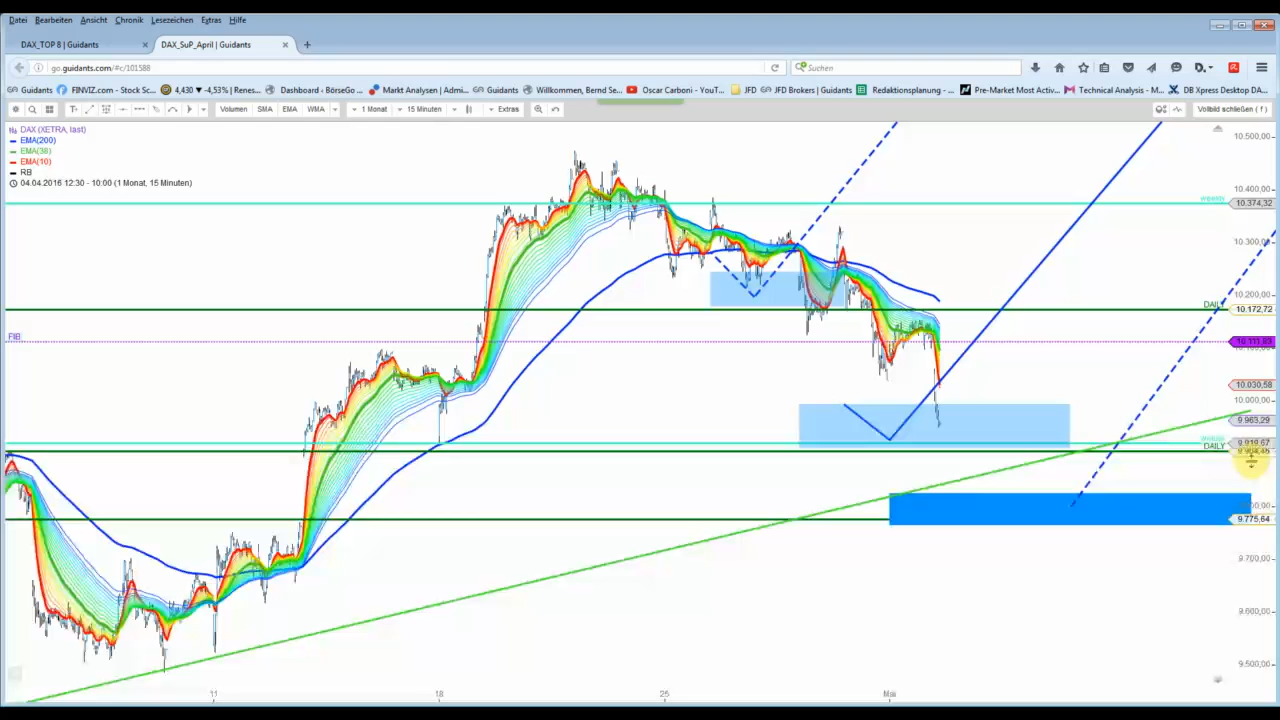 Datei Bearbeiten Ansicht Chronik Lesezeichen Extras Hilfe
DAX_TOP 8 | Guidants DAX_SuP_April | Guidants
go.guidants.com/#c/101588 Suchen
Guidants FINVIZ.com - Stock Sc... 4,430 ▼ -4,53% | Renes... Dashboard - BörseGo ... Markt Analysen | Admi... Guidants Willkommen, Bernd Se... Oscar Carboni - YouT... JFD JFD Brokers | Guidants Redaktionsplanung - ... Pre-Market Most Activ... Technical Analysis - M... DB Xpress Desktop DA...
Volumen SMA EMA WMA 1 Monat 15 Minuten Extras Vollbild schließen ( f )
DAX (XETRA, last)
EMA(200)
EMA(38)
EMA(10)
RB
04.04.2016 12:30 - 10:00 (1 Monat, 15 Minuten)
10.500,00
10.400,00
weekly 10.374,32
10.300,00
10.200,00
DAILY 10.172,72
FIB 10.111,83
10.030,58
10.000,00
9.963,29
9.919,67
DAILY
9.775,64
9.700,00
9.600,00
9.500,00
11 18 25 Mai